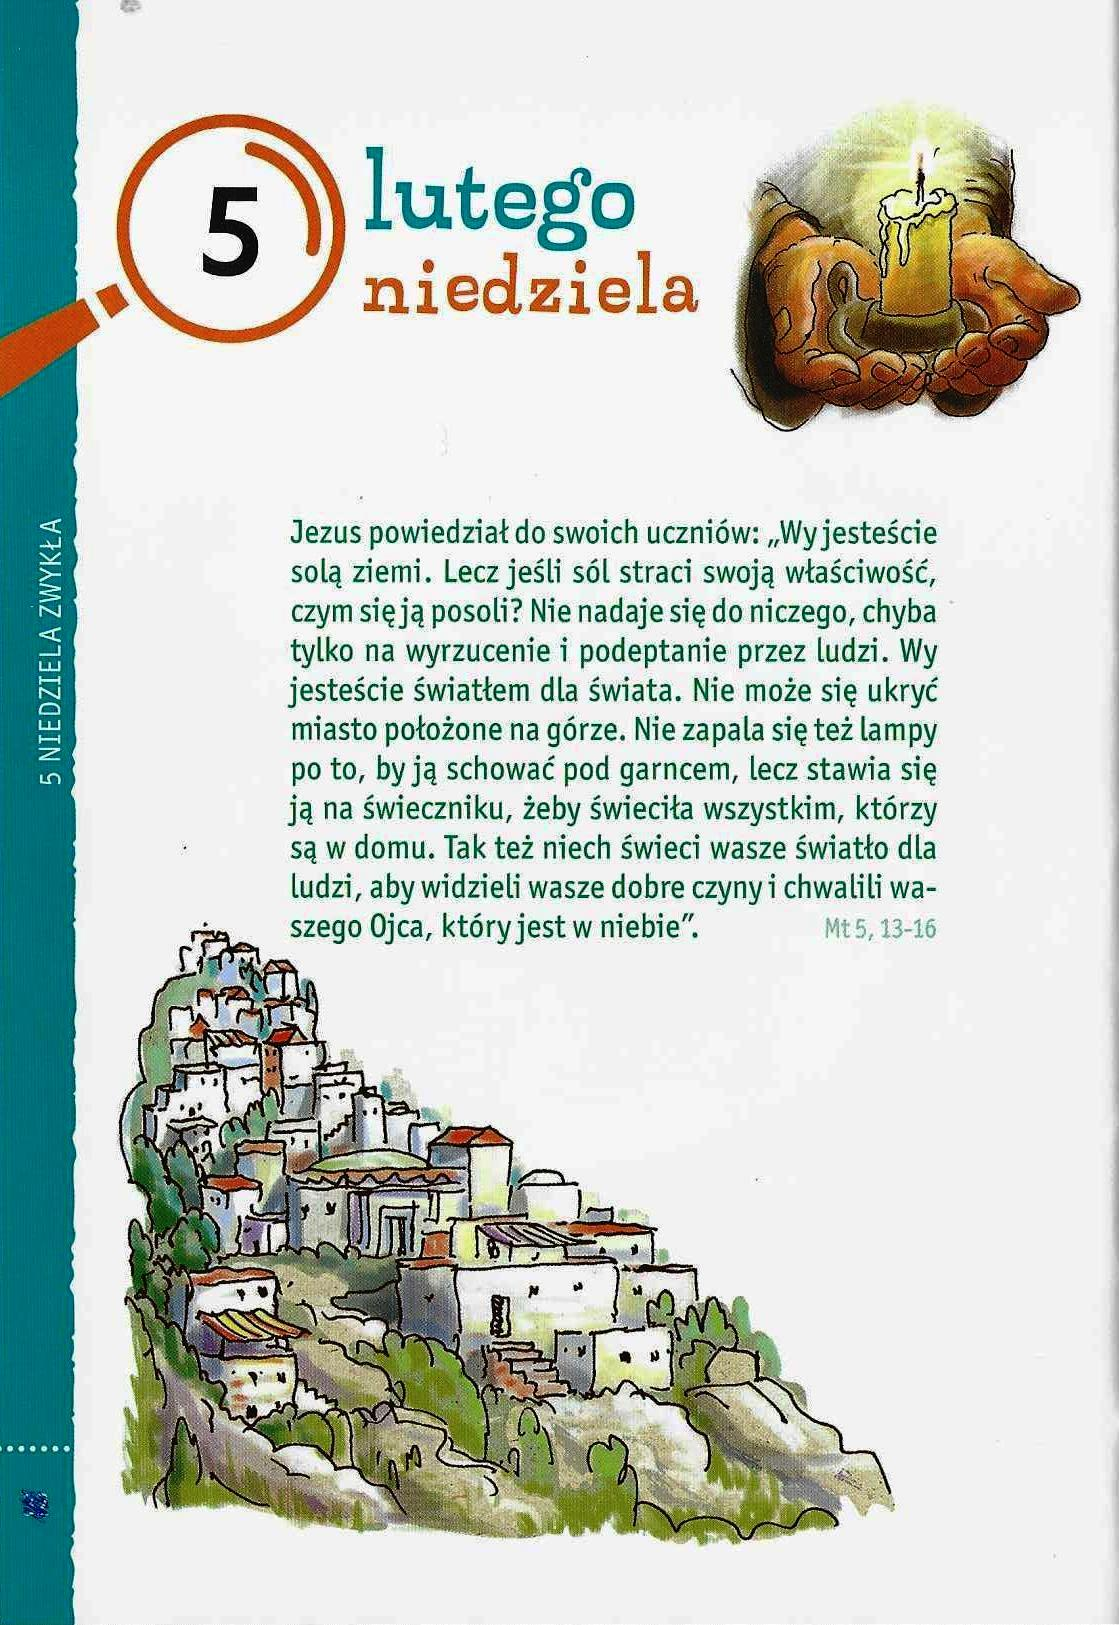 5
lutego
niedziela
5 NIEDZIELA ZWYKŁA
Jezus powiedział do swoich uczniów: „Wy jesteście
solą ziemi. Lecz jeśli sól straci swoją właściwość,
czym się ją posoli? Nie nadaje się do niczego, chyba
tylko na wyrzucenie i podeptanie przez ludzi. Wy
jesteście światłem dla świata. Nie może się ukryć
miasto położone na górze. Nie zapala się też lampy
po to, by ją schować pod garncem, lecz stawia się
ją na świeczniku, żeby świeciła wszystkim, którzy
są w domu. Tak też niech świeci wasze światło dla
ludzi, aby widzieli wasze dobre czyny i chwalili wa-
szego Ojca, który jest w niebie". Mt 5, 13-16